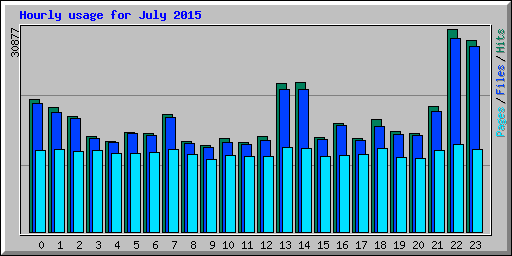 Hourly usage for July 2015
30877
Pages/Files/Hits
0 1 2 3 4 5 6 7 8 9 10 11 12 13 14 15 16 17 18 19 20 21 22 23